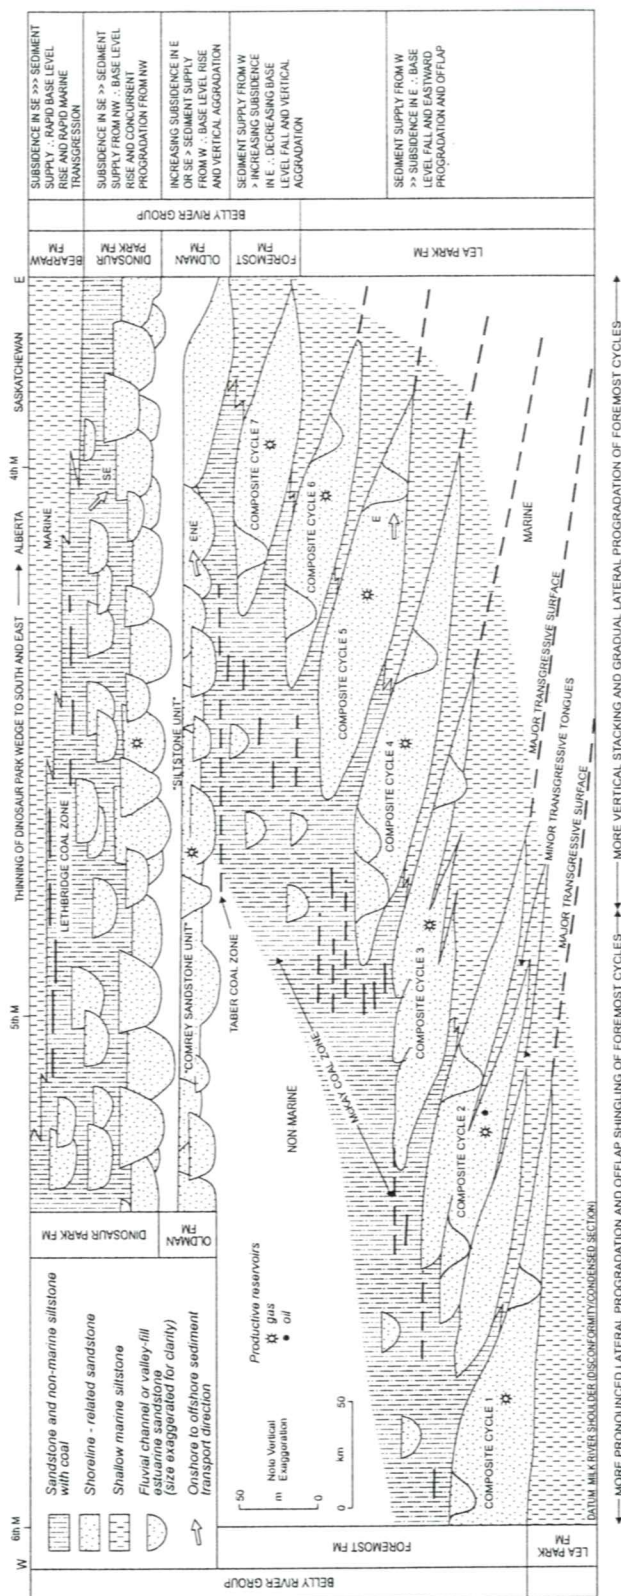 W
6th M
5th M
THINNING OF DINOSAUR PARK WEDGE TO SOUTH AND EAST
ALBERTA
4th M
SASKATCHEWAN
E
Sandstone and non-marine siltstone
with coal
Shoreline - related sandstone
Shallow marine siltstone
Fluvial channel or valley-fill
estuarine sandstone
(size exaggerated for clarity)
Onshore to offshore sediment
transport direction
DINOSAUR PARK FM
OLDMAN
FM
MARINE
LETHBRIDGE COAL ZONE
SE
"COMREY SANDSTONE UNIT"
"SILTSTONE UNIT"
ENE
TABER COAL ZONE
50
m
0
Note Vertical
Exaggeration
Productive reservoirs
gas
oil
km
0
50
NON MARINE
McKAY COAL ZONE
COMPOSITE CYCLE 1
COMPOSITE CYCLE 2
COMPOSITE CYCLE 3
COMPOSITE CYCLE 4
COMPOSITE CYCLE 5
COMPOSITE CYCLE 6
COMPOSITE CYCLE 7
E
MARINE
MAJOR TRANSGRESSIVE SURFACE
MINOR TRANSGRESSIVE TONGUES
MAJOR TRANSGRESSIVE SURFACE
DATUM: MILK RIVER SHOULDER (DISCONFORMITY/CONDENSED SECTION)
BELLY RIVER GROUP
FOREMOST FM
LEA PARK
FM
BEARPAW
FM
DINOSAUR
PARK FM
OLDMAN
FM
FOREMOST
FM
LEA PARK FM
BELLY RIVER GROUP
SUBSIDENCE IN SE >>> SEDIMENT
SUPPLY ∴ RAPID BASE LEVEL
RISE AND RAPID MARINE
TRANSGRESSION
SUBSIDENCE IN SE >> SEDIMENT
SUPPLY FROM NW ∴ BASE LEVEL
RISE AND CONCURRENT
PROGRADATION FROM NW
INCREASING SUBSIDENCE IN E
OR SE > SEDIMENT SUPPLY
FROM W ∴ BASE LEVEL RISE
AND VERTICAL AGGRADATION
SEDIMENT SUPPLY FROM W
> INCREASING SUBSIDENCE
IN E ∴ DECREASING BASE
LEVEL FALL AND VERTICAL
AGGRADATION
SEDIMENT SUPPLY FROM W
>> SUBSIDENCE IN E ∴ BASE
LEVEL FALL AND EASTWARD
PROGRADATION AND OFFLAP
MORE PRONOUNCED LATERAL PROGRADATION AND OFFLAP SHINGLING OF FOREMOST CYCLES
MORE VERTICAL STACKING AND GRADUAL LATERAL PROGRADATION OF FOREMOST CYCLES